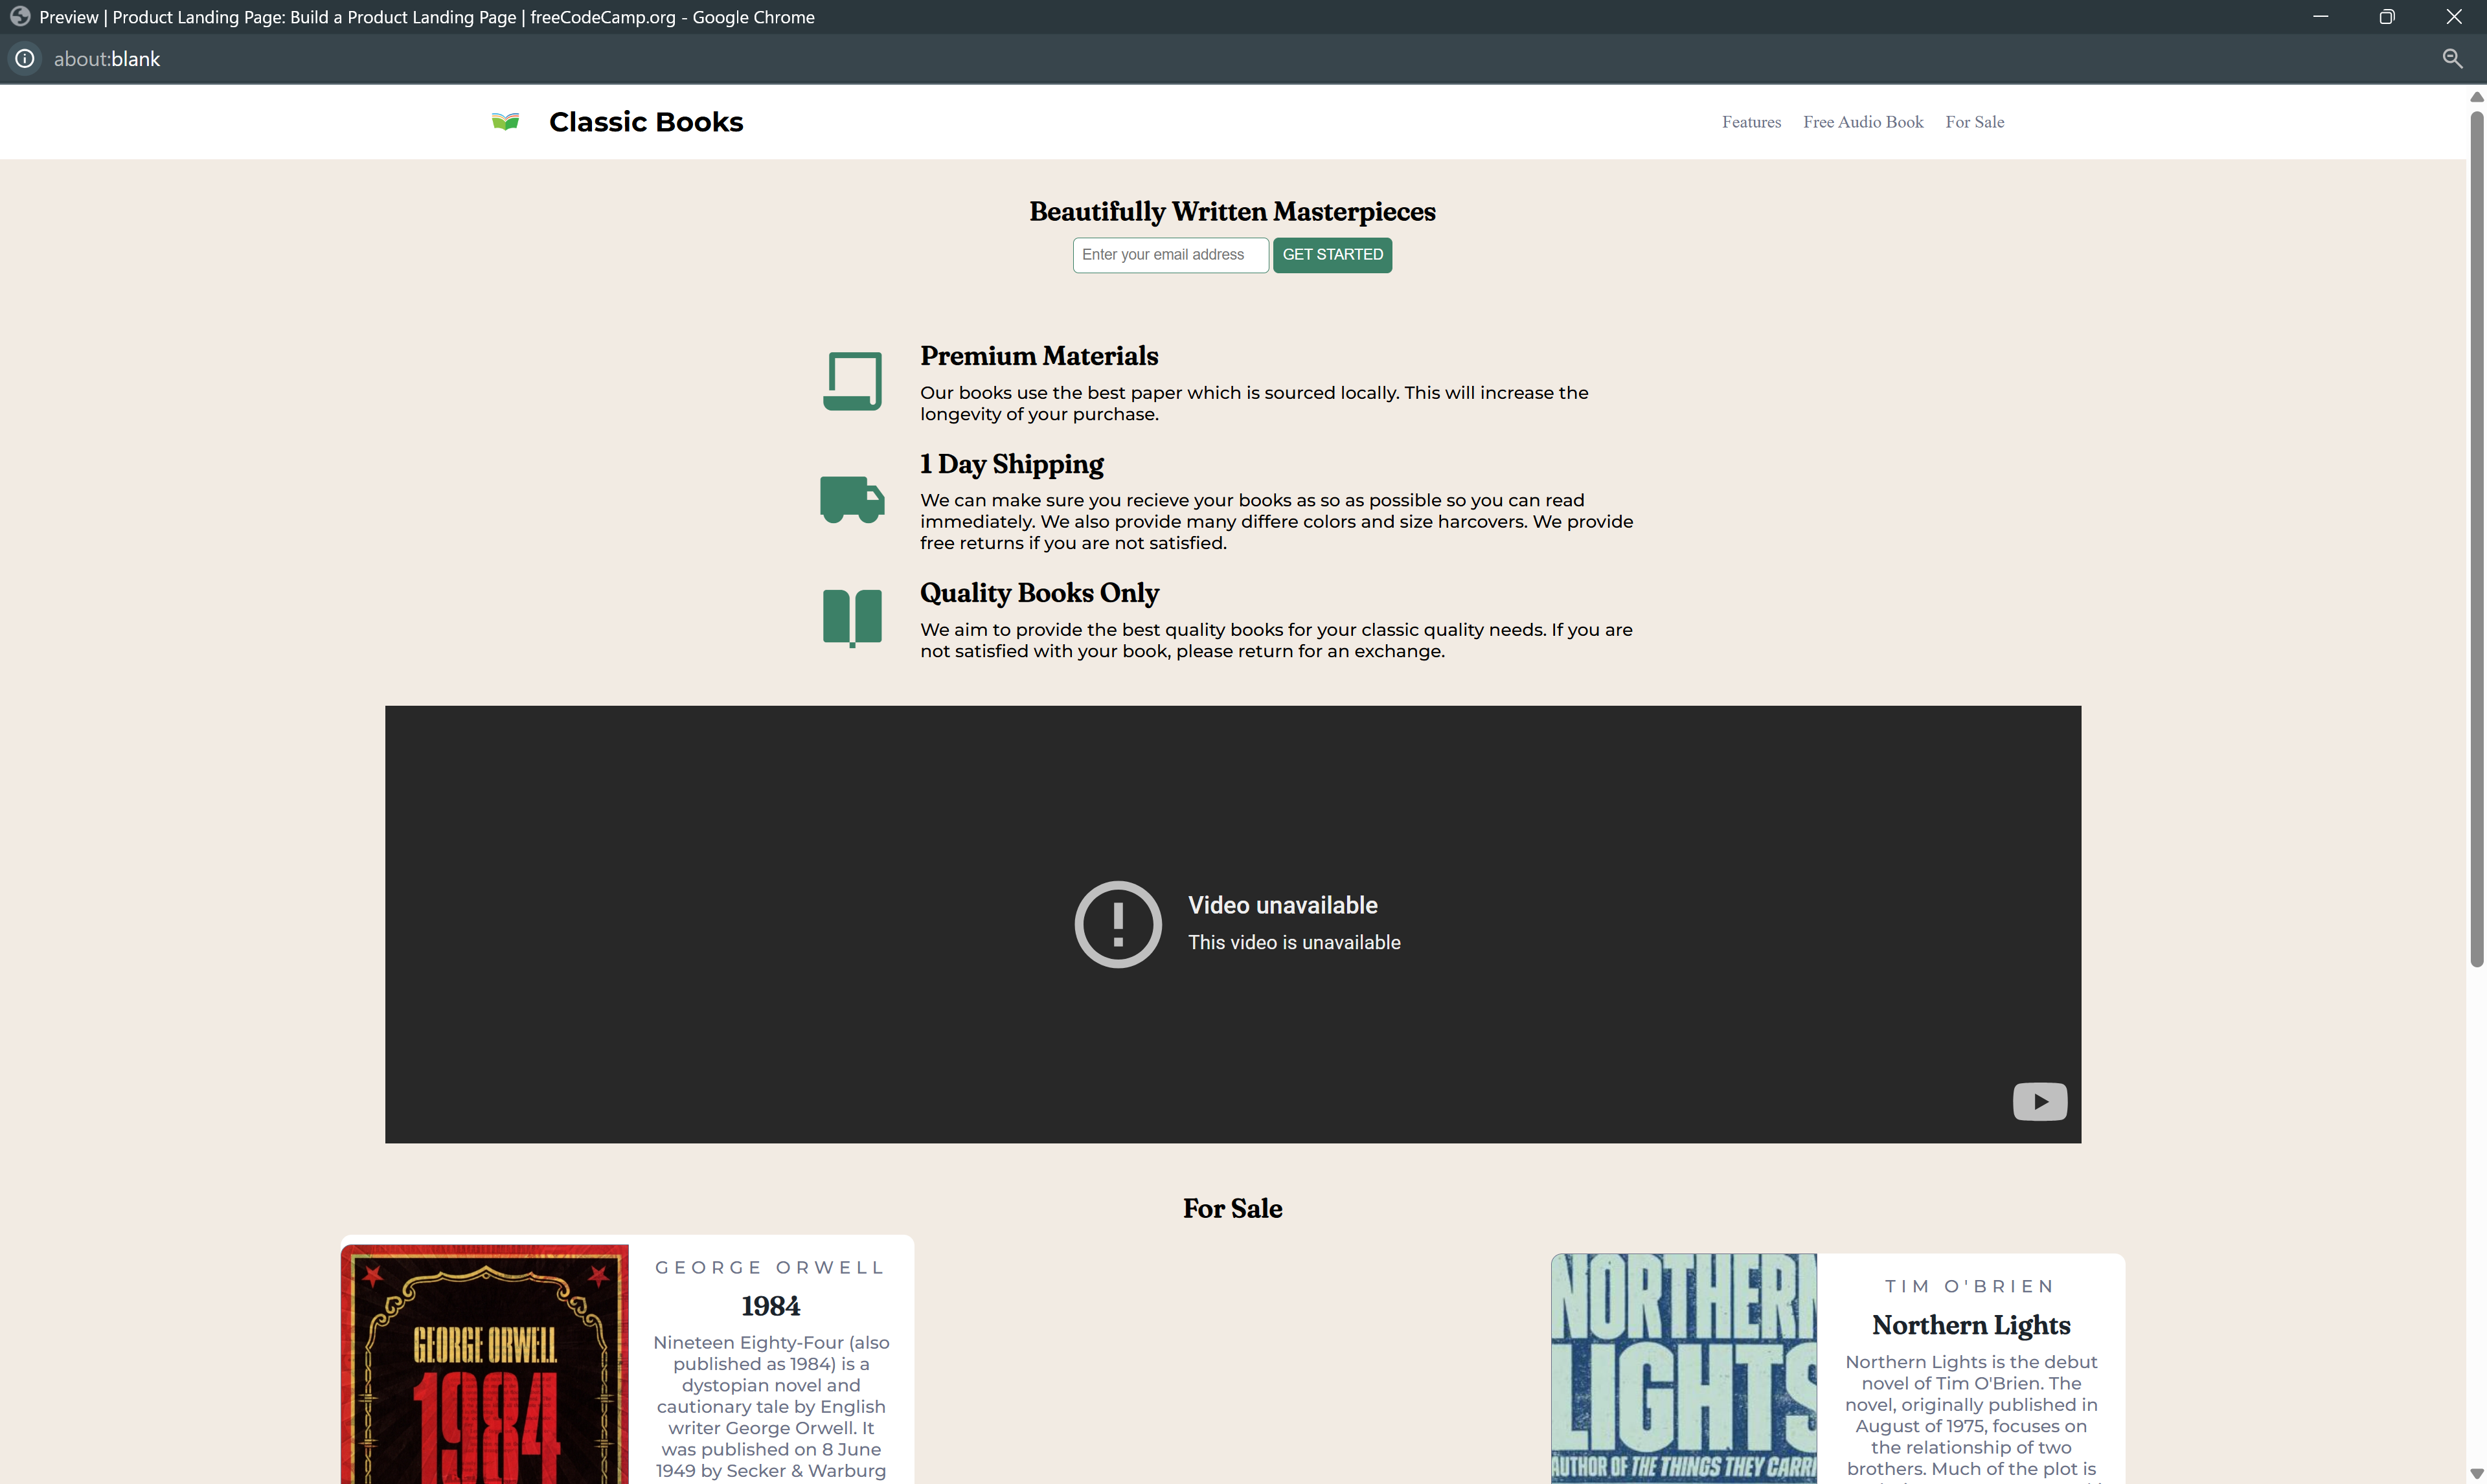 Preview | Product Landing Page: Build a Product Landing Page | freeCodeCamp.org - Google Chrome
about:blank
Classic Books
Features Free Audio Book For Sale
Beautifully Written Masterpieces
Enter your email address GET STARTED
Premium Materials
Our books use the best paper which is sourced locally. This will increase the
longevity of your purchase.
1 Day Shipping
We can make sure you recieve your books as so as possible so you can read
immediately. We also provide many differe colors and size harcovers. We provide
free returns if you are not satisfied.
Quality Books Only
We aim to provide the best quality books for your classic quality needs. If you are
not satisfied with your book, please return for an exchange.
Video unavailable
This video is unavailable
For Sale
GEORGE ORWELL
1984
GEORGE ORWELL
1984
Nineteen Eighty-Four (also
published as 1984) is a
dystopian novel and
cautionary tale by English
writer George Orwell. It
was published on 8 June
1949 by Secker & Warburg
NORTHERN
LIGHTS
AUTHOR OF THE THINGS THEY CARRI
TIM O'BRIEN
Northern Lights
Northern Lights is the debut
novel of Tim O'Brien. The
novel, originally published in
August of 1975, focuses on
the relationship of two
brothers. Much of the plot is